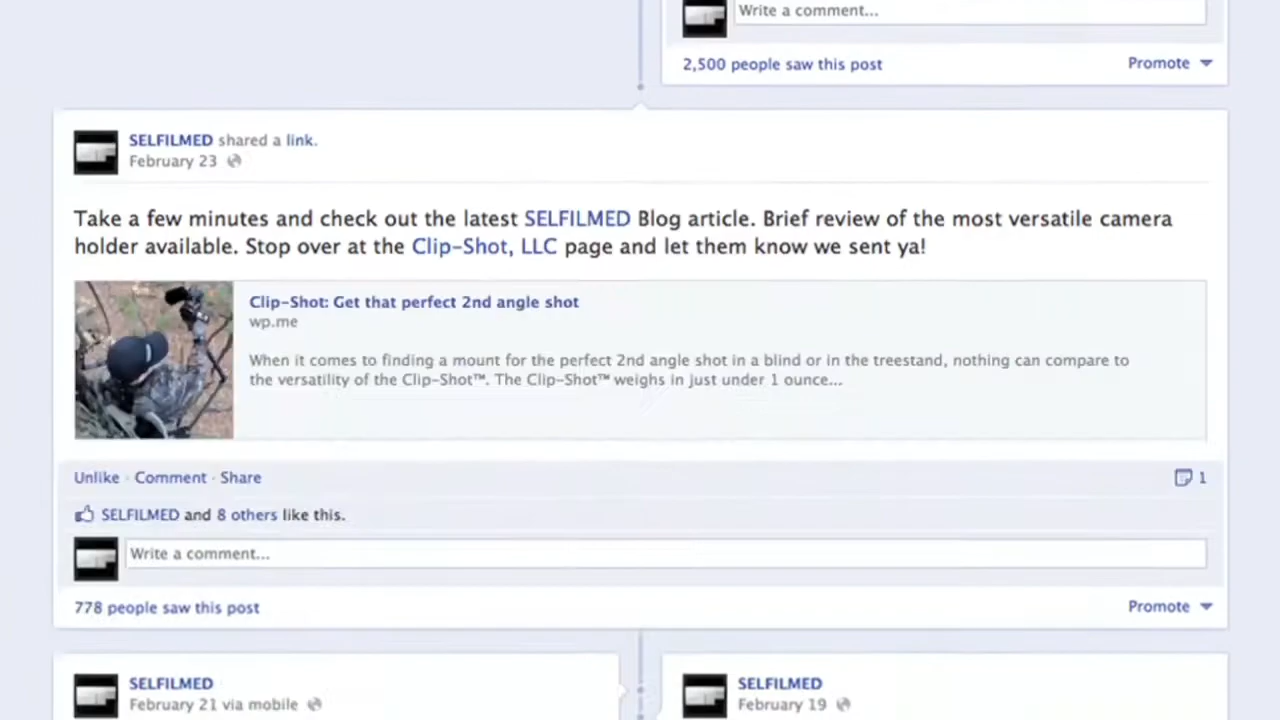 Write a comment...
2,500 people saw this post
Promote
SELFILMED shared a link.
February 23
Take a few minutes and check out the latest SELFILMED Blog article. Brief review of the most versatile camera
holder available. Stop over at the Clip-Shot, LLC page and let them know we sent ya!
Clip-Shot: Get that perfect 2nd angle shot
wp.me
When it comes to finding a mount for the perfect 2nd angle shot in a blind or in the treestand, nothing can compare to
the versatility of the Clip-Shot™. The Clip-Shot™ weighs in just under 1 ounce...
Unlike · Comment · Share
1
SELFILMED and 8 others like this.
Write a comment...
778 people saw this post
Promote
SELFILMED
February 21 via mobile
SELFILMED
February 19